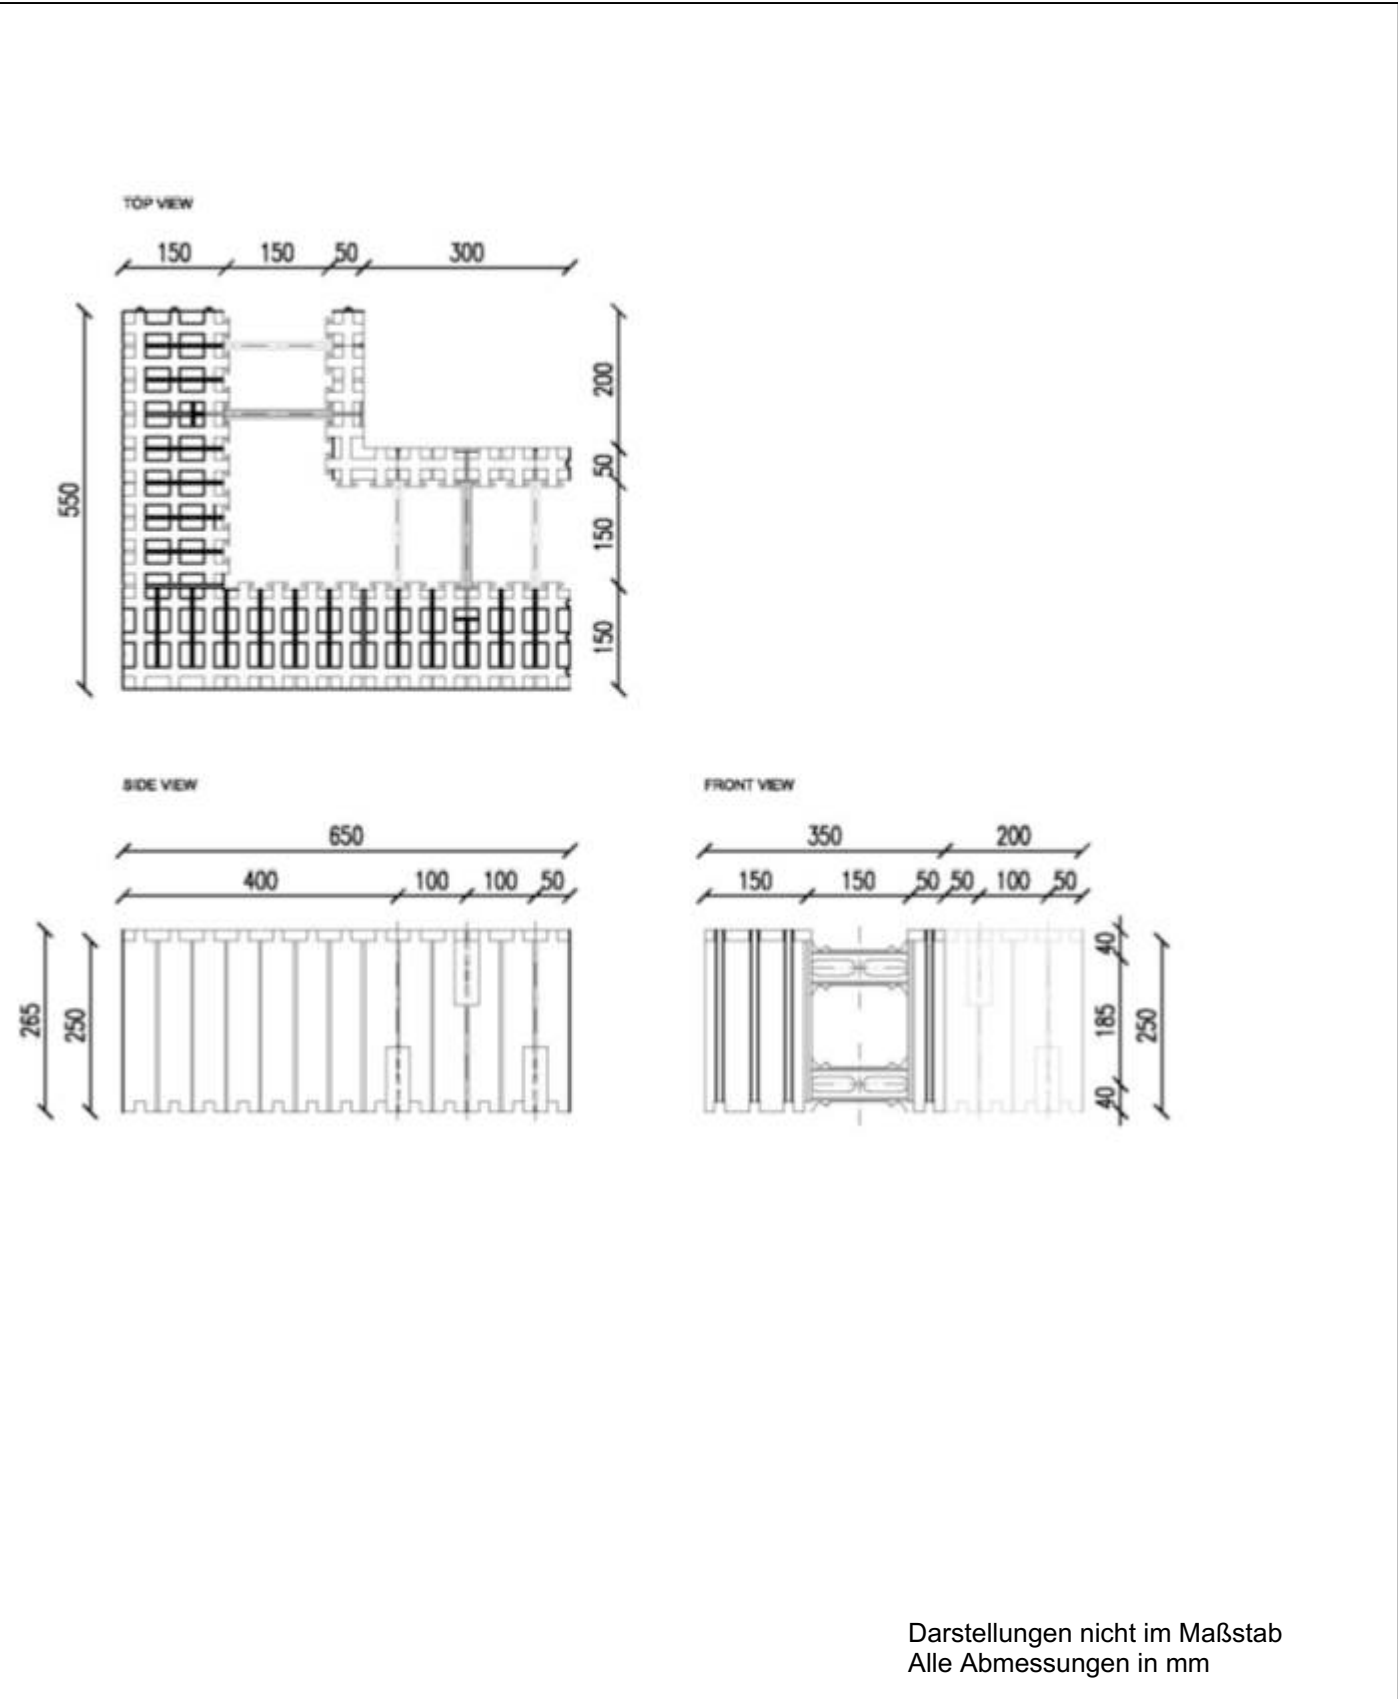 TOP VIEW
150 150 50 300
550
200
50
150
150
SIDE VIEW
650
400 100 100 50
265
250
FRONT VIEW
350 200
150 150 50 50 100 50
40
185
40
250
Darstellungen nicht im Maßstab
Alle Abmessungen in mm